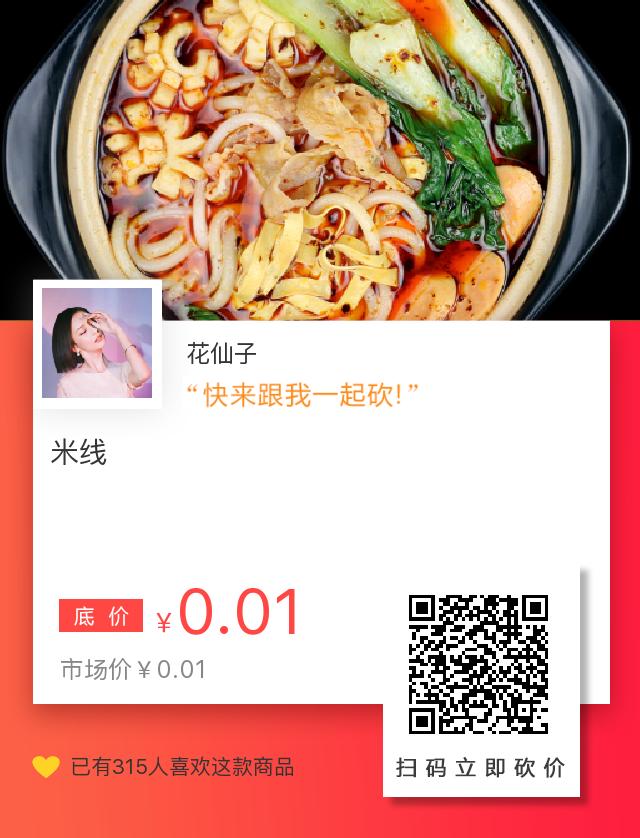 花仙子
“快来跟我一起砍!”
米线
底价 ¥0.01
市场价¥0.01
已有315人喜欢这款商品
扫码立即砍价